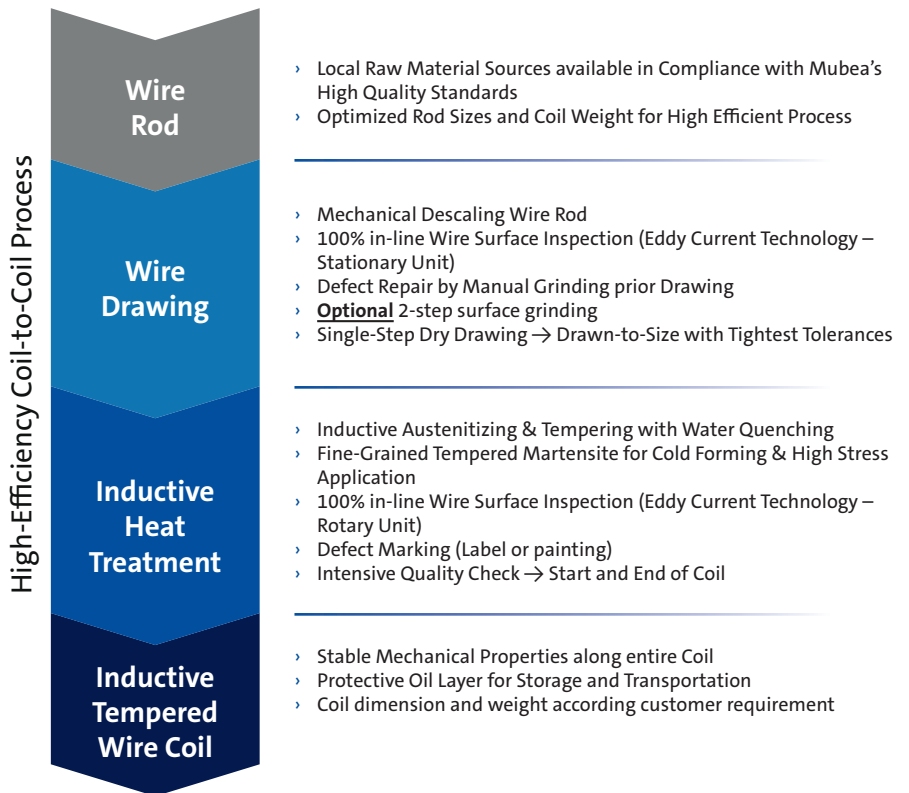 High-Efficiency Coil-to-Coil Process
Wire
Rod
› Local Raw Material Sources available in Compliance with Mubea's
High Quality Standards
› Optimized Rod Sizes and Coil Weight for High Efficient Process
Wire
Drawing
› Mechanical Descaling Wire Rod
› 100% in-line Wire Surface Inspection (Eddy Current Technology –
Stationary Unit)
› Defect Repair by Manual Grinding prior Drawing
› Optional 2-step surface grinding
› Single-Step Dry Drawing → Drawn-to-Size with Tightest Tolerances
Inductive
Heat
Treatment
› Inductive Austenitizing & Tempering with Water Quenching
› Fine-Grained Tempered Martensite for Cold Forming & High Stress
Application
› 100% in-line Wire Surface Inspection (Eddy Current Technology –
Rotary Unit)
› Defect Marking (Label or painting)
› Intensive Quality Check → Start and End of Coil
Inductive
Tempered
Wire Coil
› Stable Mechanical Properties along entire Coil
› Protective Oil Layer for Storage and Transportation
› Coil dimension and weight according customer requirement